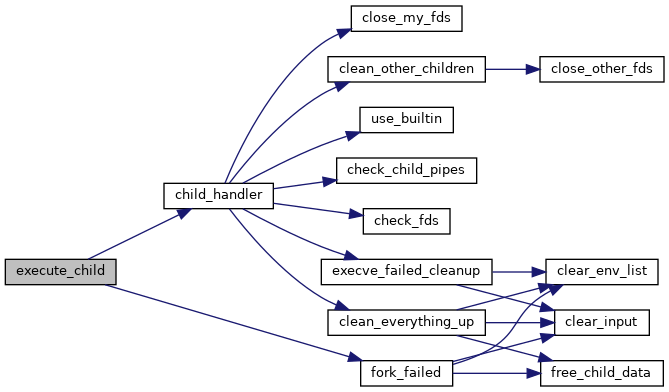 close_my_fds
clean_other_children
close_other_fds
use_builtin
check_child_pipes
child_handler
check_fds
execute_child
execve_failed_cleanup
clear_env_list
clean_everything_up
clear_input
fork_failed
free_child_data